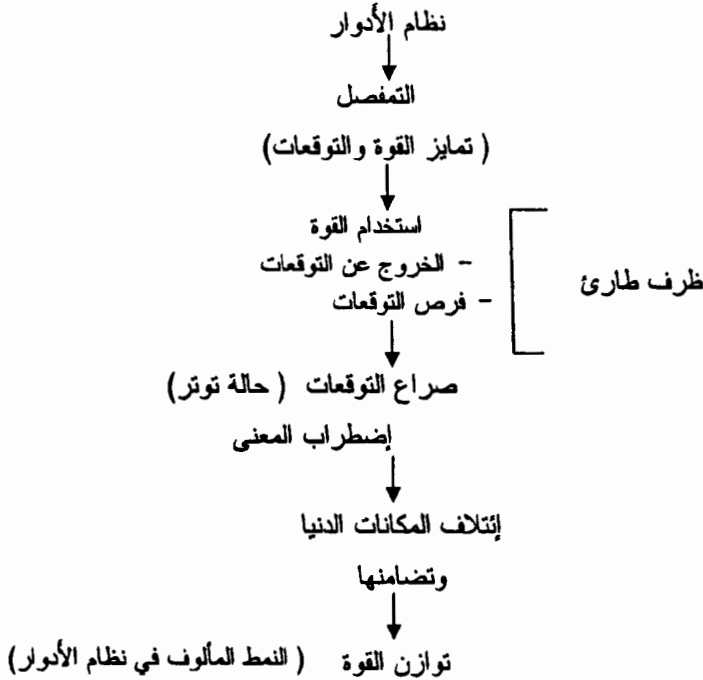 نظام الأدوار
التمفصل
( تمايز القوة والتوقعات)
استخدام القوة
- الخروج عن التوقعات
- فرص التوقعات
ظرف طارئ
صراع التوقعات ( حالة توتر)
إضطراب المعنى
إئتلاف المكانات الدنيا
وتضامنها
توازن القوة ( النمط المألوف في نظام الأدوار)